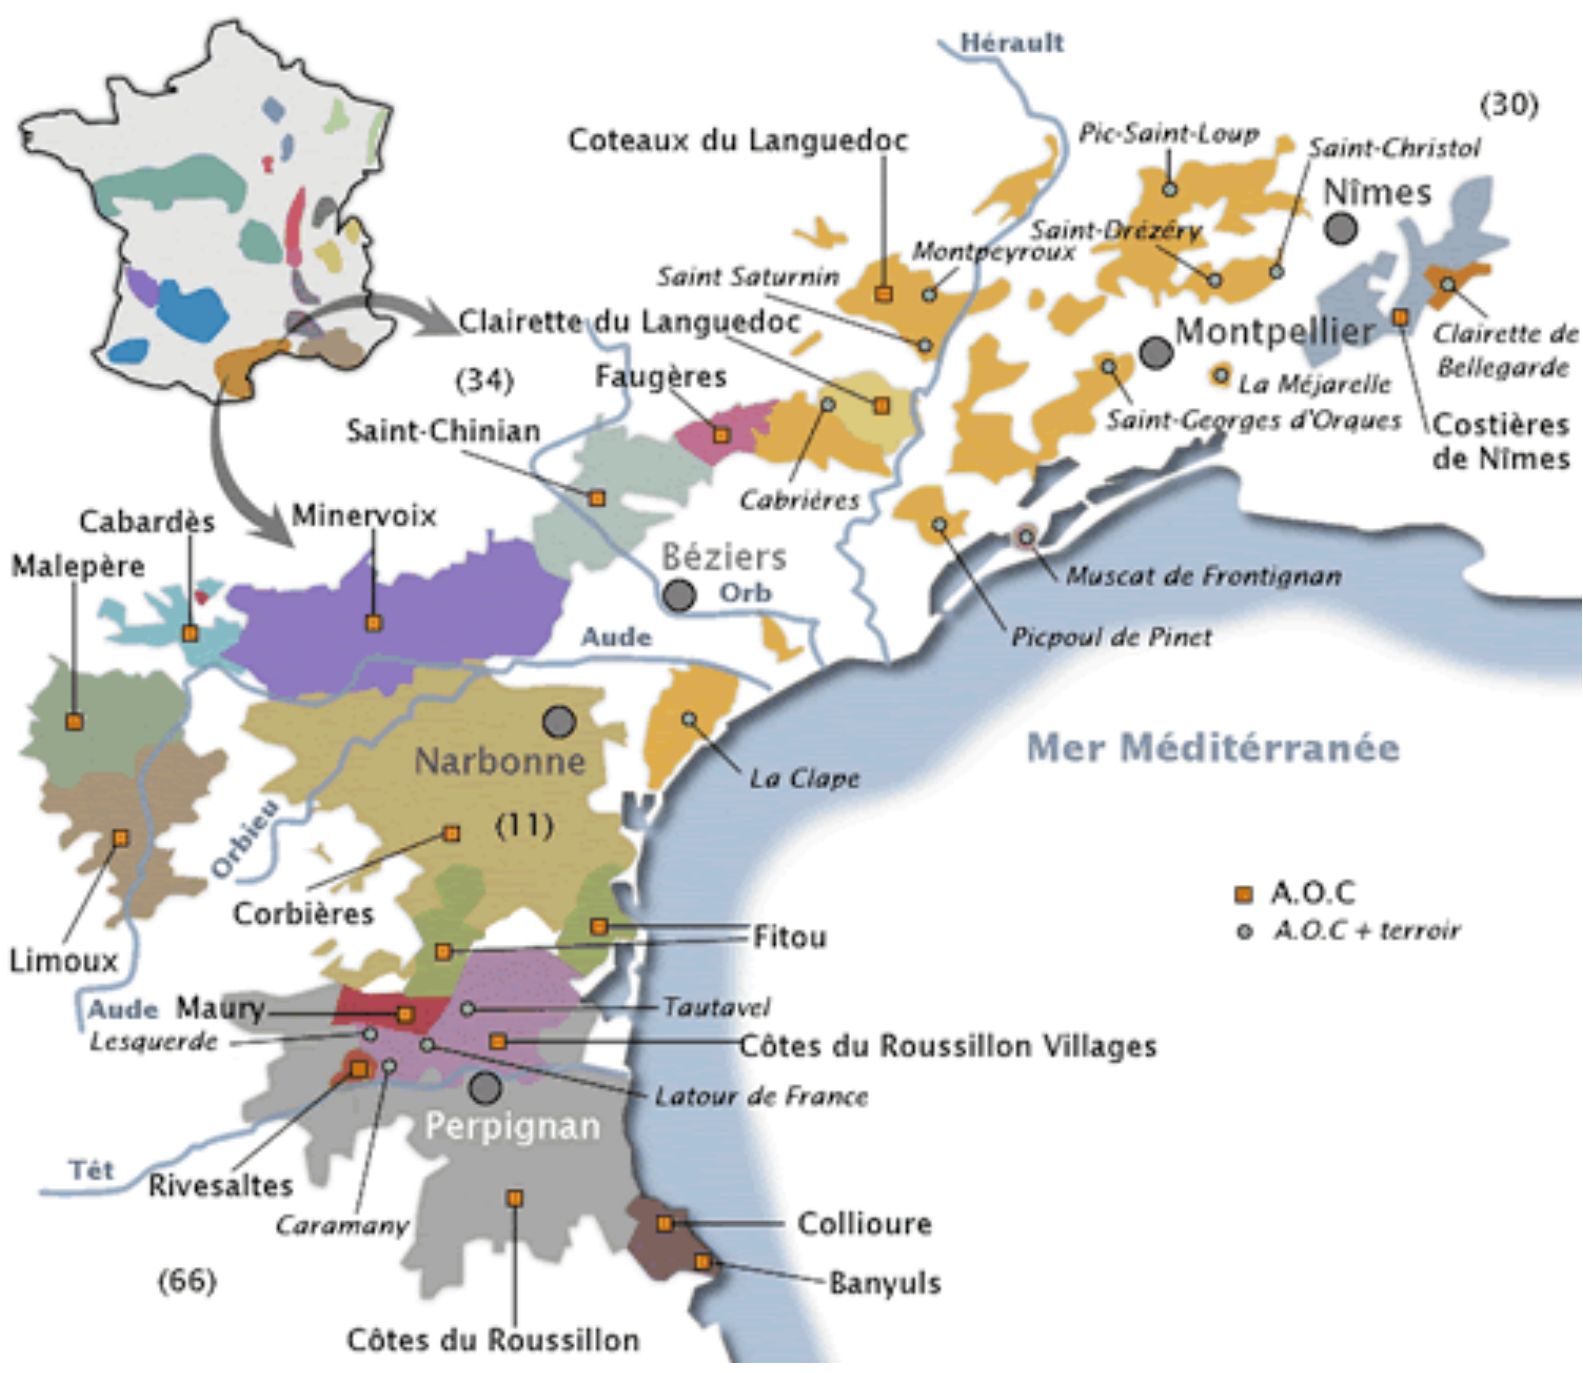 Hérault
(30)
Coteaux du Languedoc
Pic-Saint-Loup
Saint-Christol
Nîmes
Saint-Drézéry
Montpeyroux
Saint Saturnin
Clairette du Languedoc
Montpellier
Clairette de
Bellegarde
(34)
Faugères
La Méjarelle
Saint-Georges d'Orques
Costières
de Nîmes
Saint-Chinian
Cabriéres
Cabardès
Minervoix
Malepère
Béziers
Orb
Muscat de Frontignan
Aude
Picpoul de Pinet
Narbonne
Mer Méditérranée
La Clape
(11)
Orbieu
Corbières
A.O.C
Fitou
A.O.C + terroir
Limoux
Aude
Maury
Tautavel
Lesquerde
Côtes du Roussillon Villages
Latour de France
Perpignan
Têt
Rivesaltes
Caramany
Collioure
(66)
Banyuls
Côtes du Roussillon